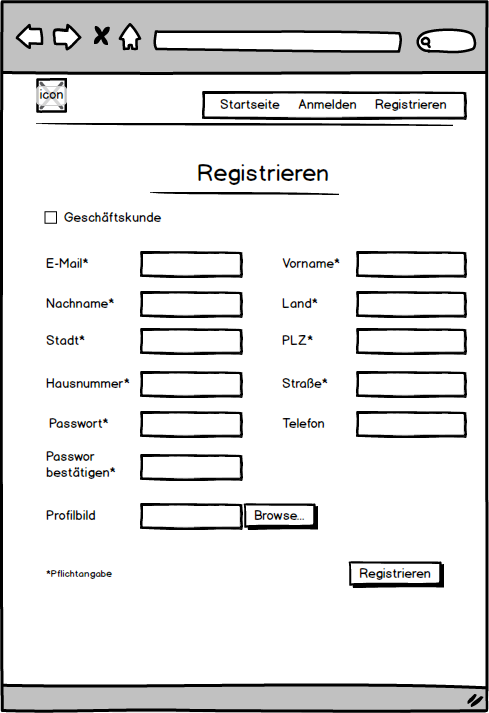 icon
Startseite Anmelden Registrieren
Registrieren
Geschäftskunde
E-Mail* Vorname*
Nachname* Land*
Stadt* PLZ*
Hausnummer* Straße*
Passwort* Telefon
Passwor
bestätigen*
Profilbild Browse...
*Pflichtangabe Registrieren